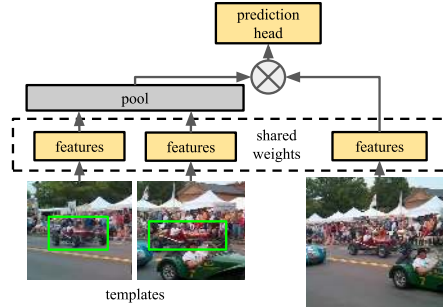 prediction
head
pool
shared
weights
features
features
features
templates